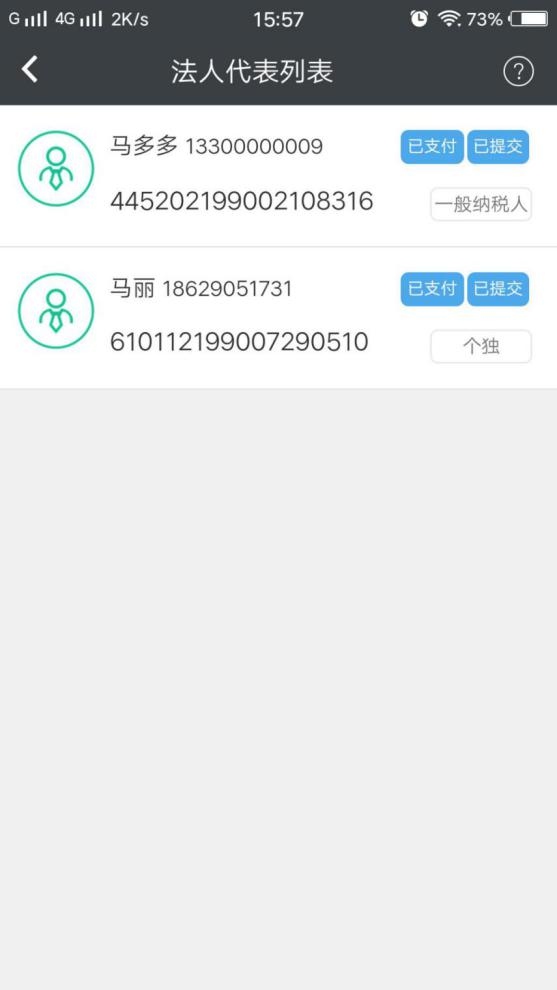 G 4G 2K/s 15:57 73%
法人代表列表 ?
马多多 13300000009 已支付 已提交
445202199002108316 一般纳税人
马丽 18629051731 已支付 已提交
610112199007290510 个独